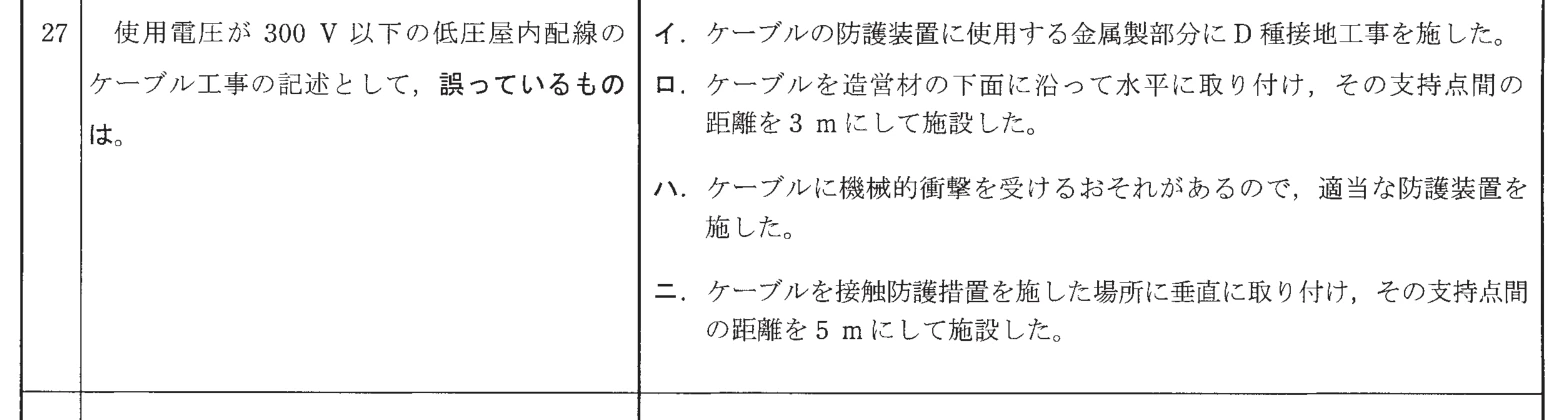 27
使用電圧が 300 V 以下の低圧屋内配線の
ケーブル工事の記述として，誤っているもの
は。
イ．ケーブルの防護装置に使用する金属製部分に D 種接地工事を施した。
ロ．ケーブルを造営材の下面に沿って水平に取り付け，その支持点間の
距離を 3 m にして施設した。
ハ．ケーブルに機械的衝撃を受けるおそれがあるので，適当な防護装置を
施した。
ニ．ケーブルを接触防護措置を施した場所に垂直に取り付け，その支持点間
の距離を 5 m にして施設した。